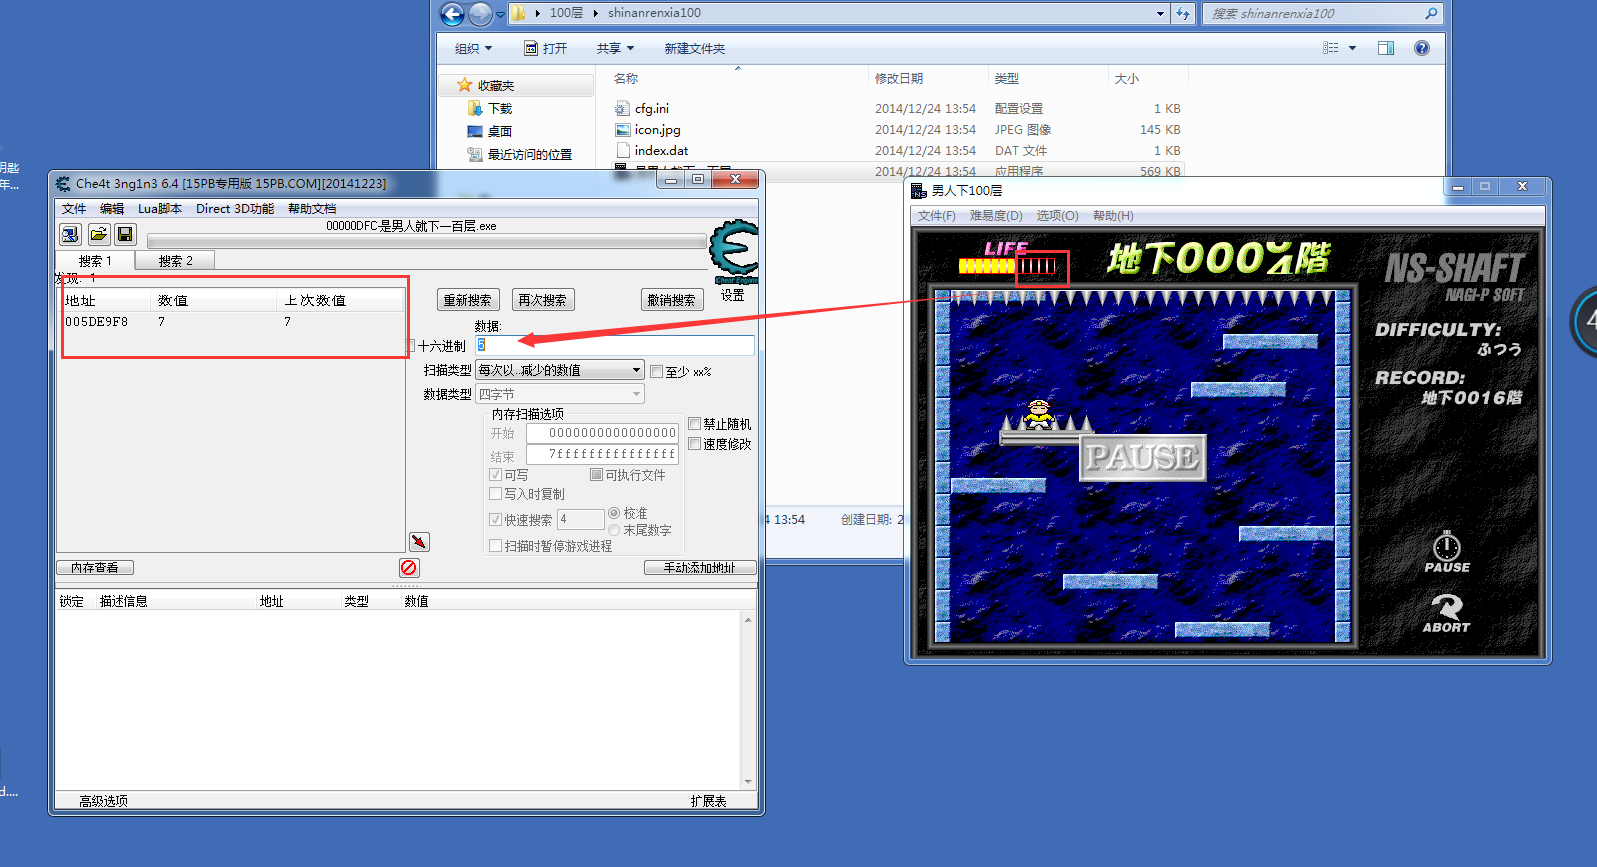 100层 shinanrenxia100
搜索 shinanrenxia100
组织 打开 共享 新建文件夹
名称 修改日期 类型 大小
收藏夹
下载
桌面
最近访问的位置
cfg.ini 2014/12/24 13:54 配置设置 1 KB
icon.jpg 2014/12/24 13:54 JPEG 图像 145 KB
index.dat 2014/12/24 13:54 DAT 文件 1 KB
2014/12/24 13:54 应用程序 569 KB
4 13:54 创建日期: 2
Che4t 3ng1n3 6.4 [15PB专用版 15PB.COM][20141223]
文件 编辑 Lua脚本 Direct 3D功能 帮助文档
00000DFC-是男人就下一百层.exe
搜索 1 搜索 2
发现: 1
Cheat Engine
设置
地址 数值 上次数值
005DE9F8 7 7
重新搜索 再次搜索 撤销搜索
数据:
十六进制 5
扫描类型 每次以..减少的数值 至少 xx%
数据类型 四字节
内存扫描选项
开始 0000000000000000
结束 7fffffffffffffff
可写 可执行文件
写入时复制
快速搜索 4 校准
末尾数字
扫描时暂停游戏进程
禁止随机
速度修改
内存查看 手动添加地址
锁定 描述信息 地址 类型 数值
高级选项 扩展表
男人下100层
文件(F) 难易度(D) 选项(O) 帮助(H)
LIFE
地下000 階
NS-SHAFT
NAGI-P SOFT
DIFFICULTY:
ふつう
RECORD:
地下0016階
PAUSE
PAUSE
ABORT
钥匙
年...
d....
4